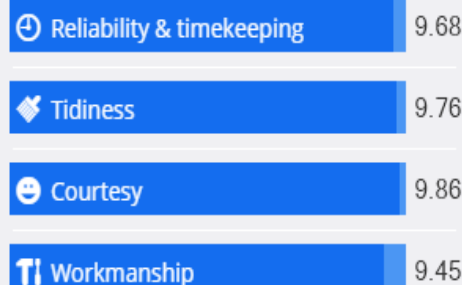 Reliability & timekeeping 9.68
Tidiness 9.76
Courtesy 9.86
Workmanship 9.45